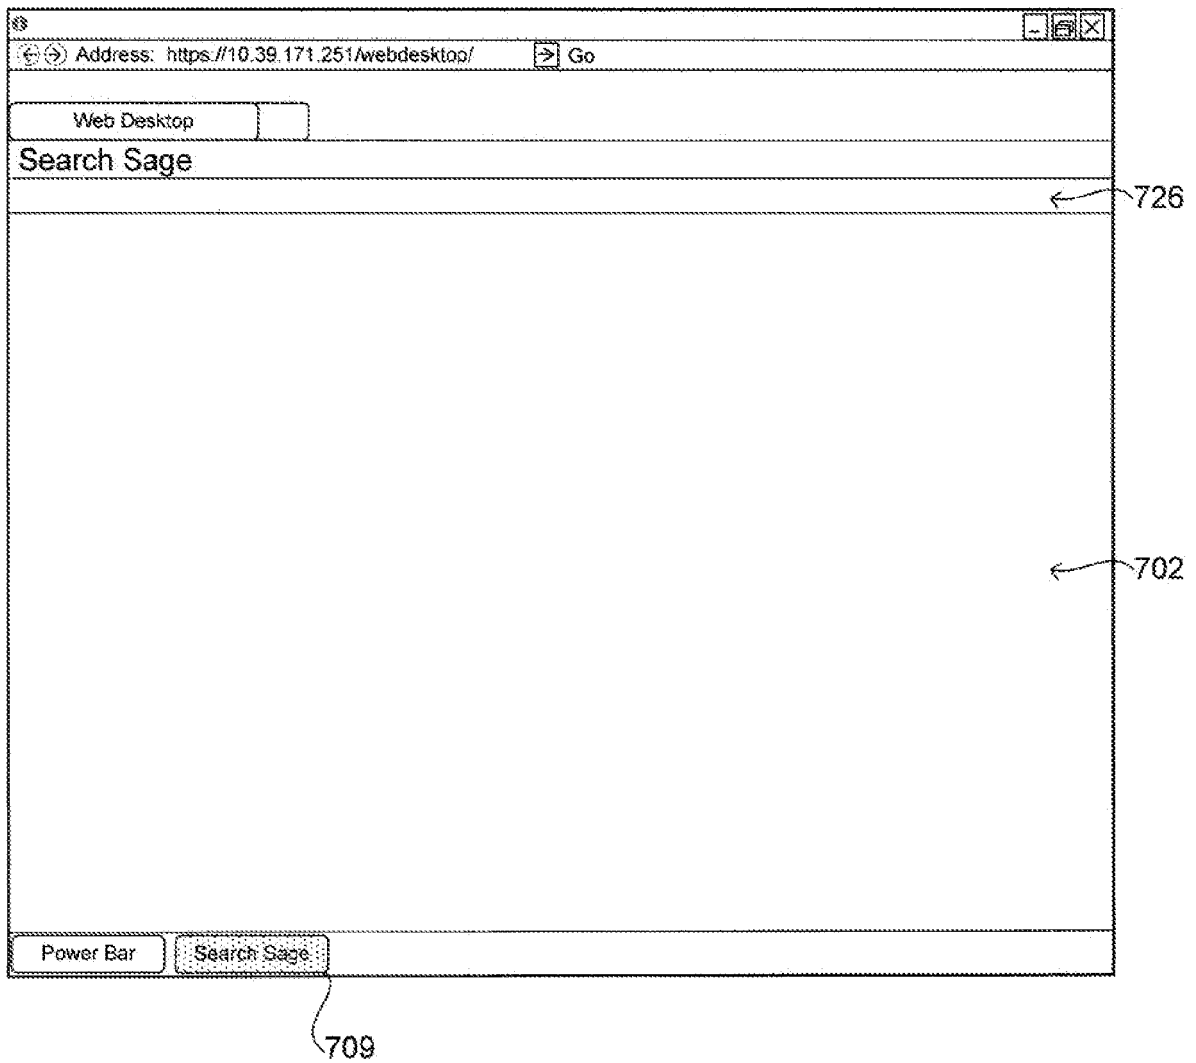 Address: https://10.39.171.251/webdesktop/ Go
Web Desktop
Search Sage
726
702
Power Bar Search Sage
709